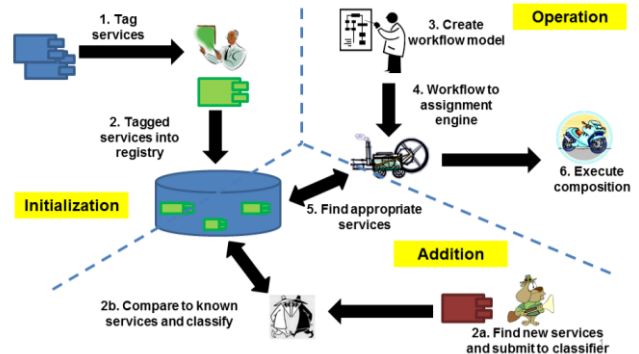 1. Tag
services
2. Tagged
services into
registry
Initialization
Operation
3. Create
workflow model
4. Workflow to
assignment
engine
5. Find appropriate
services
6. Execute
composition
Addition
2a. Find new services
and submit to classifier
2b. Compare to known
services and classify